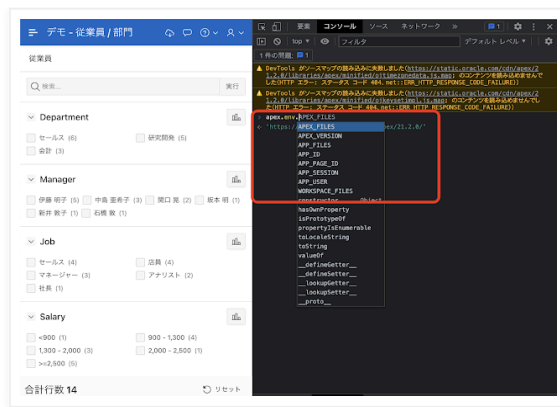 デモ - 従業員 / 部門
従業員
検索...
実行
Department
セールス (6)
研究開発 (5)
会計 (3)
Manager
伊藤 明子 (5)
中島 亜希子 (3)
関口 晃 (2)
坂本 明 (1)
新井 敦子 (1)
石橋 敦 (1)
Job
セールス (4)
店員 (4)
マネージャー (3)
アナリスト (2)
社長 (1)
Salary
<900 (1)
900 - 1,300 (4)
1,300 - 2,000 (3)
2,000 - 2,500 (1)
>=2,500 (5)
合計行数 14
リセット
要素
コンソール
ソース
ネットワーク
»
1
top ▼
フィルタ
デフォルト レベル ▼
1 件の問題: 1
DevTools がソースマップの読み込みに失敗しました(https://static.oracle.com/cdn/apex/2
1.2.0/libraries/apex/minified/ojtimezonedata.js.map: のコンテンツを読み込めませんで
した(HTTP エラー: ステータス コード 404.net::ERR_HTTP_RESPONSE_CODE_FAILURE))
DevTools がソースマップの読み込みに失敗しました(https://static.oracle.com/cdn/apex/2
1.2.0/libraries/apex/minified/ojkeysetimpl.js.map: のコンテンツを読み込めませんでし
た(HTTP エラー: ステータス コード 404.net::ERR_HTTP_RESPONSE_CODE_FAILURE))
> apex.env.APEX_FILES
'https:/ ex/21.2.0/'
APEX_FILES
APEX_VERSION
APP_FILES
APP_ID
APP_PAGE_ID
APP_SESSION
APP_USER
WORKSPACE_FILES
constructor Object
hasOwnProperty
isPrototypeOf
propertyIsEnumerable
toLocaleString
toString
valueOf
__defineGetter__
__defineSetter__
__lookupGetter__
__lookupSetter__
__proto__